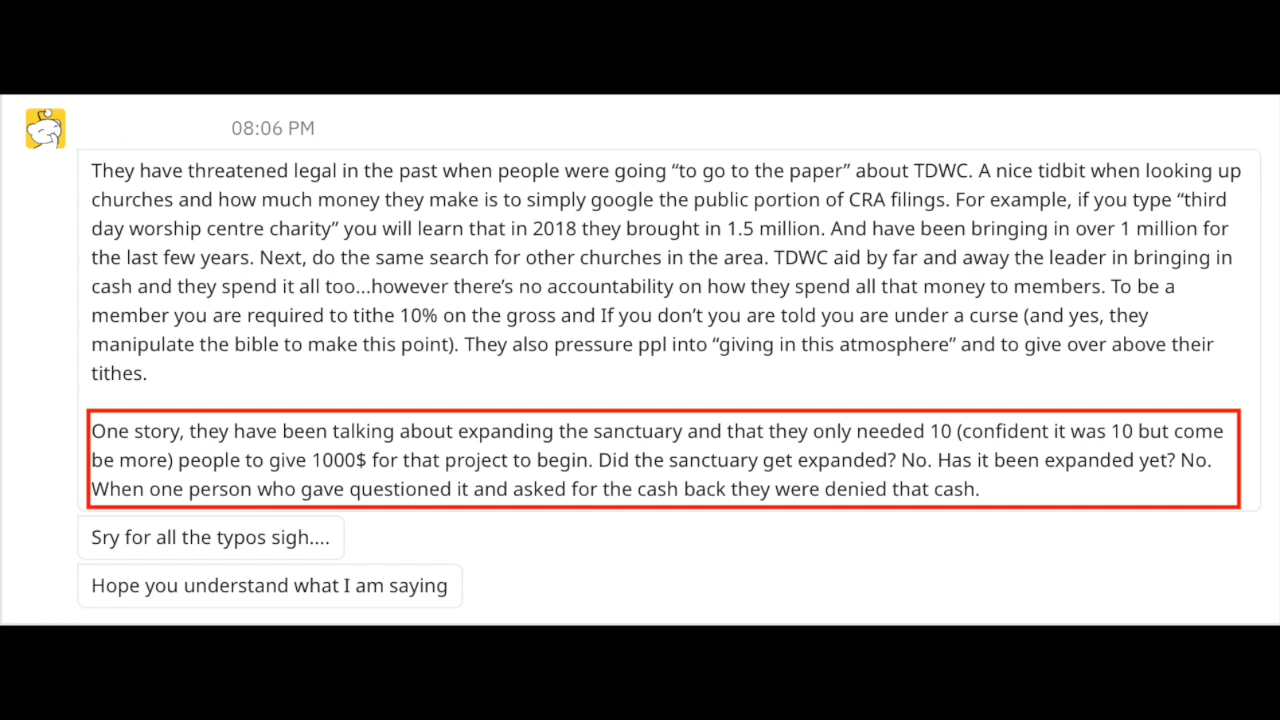 08:06 PM
They have threatened legal in the past when people were going “to go to the paper” about TDWC. A nice tidbit when looking up
churches and how much money they make is to simply google the public portion of CRA filings. For example, if you type “third
day worship centre charity” you will learn that in 2018 they brought in 1.5 million. And have been bringing in over 1 million for
the last few years. Next, do the same search for other churches in the area. TDWC aid by far and away the leader in bringing in
cash and they spend it all too...however there’s no accountability on how they spend all that money to members. To be a
member you are required to tithe 10% on the gross and If you don’t you are told you are under a curse (and yes, they
manipulate the bible to make this point). They also pressure ppl into “giving in this atmosphere” and to give over above their
tithes.
One story, they have been talking about expanding the sanctuary and that they only needed 10 (confident it was 10 but come
be more) people to give 1000$ for that project to begin. Did the sanctuary get expanded? No. Has it been expanded yet? No.
When one person who gave questioned it and asked for the cash back they were denied that cash.
Sry for all the typos sigh....
Hope you understand what I am saying